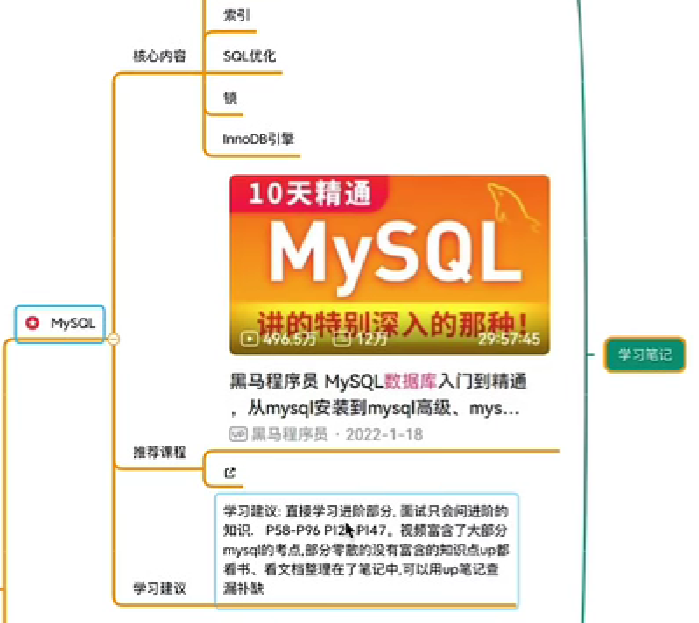 索引
核心内容
SQL优化
锁
InnoDB引擎
10天精通
MySQL
讲的特别深入的那种!
496.5万 12万 29:57:45
MySQL
学习笔记
黑马程序员 MySQL数据库入门到精通
，从mysql安装到mysql高级、mys...
UP 黑马程序员 · 2022-1-18
推荐课程
学习建议: 直接学习进阶部分, 面试只会问进阶的
知识. P58-P96 P12 P147。视频富含了大部分
mysql的考点,部分零散的没有富含的知识点up都
看书、看文档整理在了笔记中,可以用up笔记查
漏补缺
学习建议